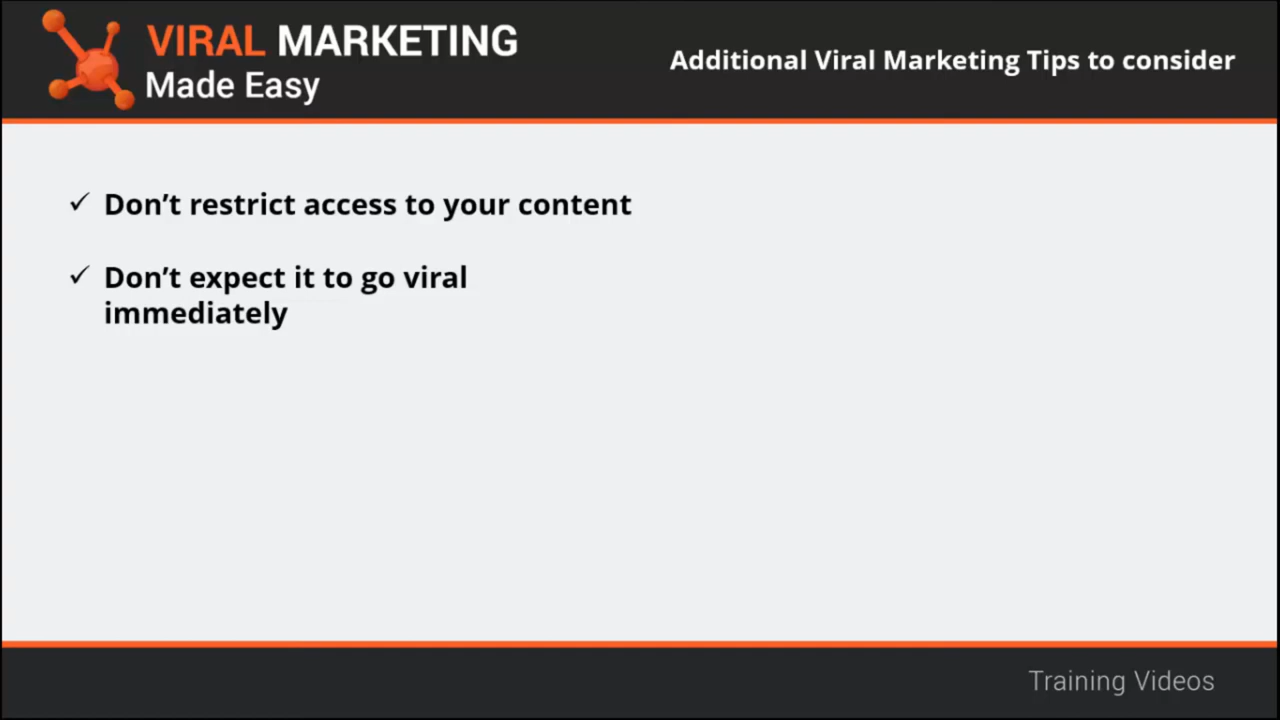 VIRAL MARKETING
Made Easy
Additional Viral Marketing Tips to consider
✓ Don’t restrict access to your content
✓ Don’t expect it to go viral
immediately
Training Videos